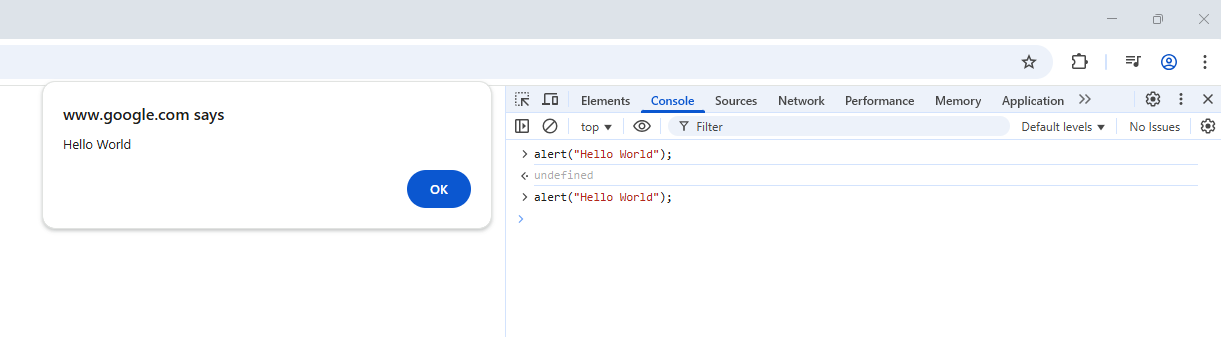 www.google.com says
Hello World
OK
Elements Console Sources Network Performance Memory Application
top Filter Default levels No Issues
alert("Hello World");
undefined
alert("Hello World");